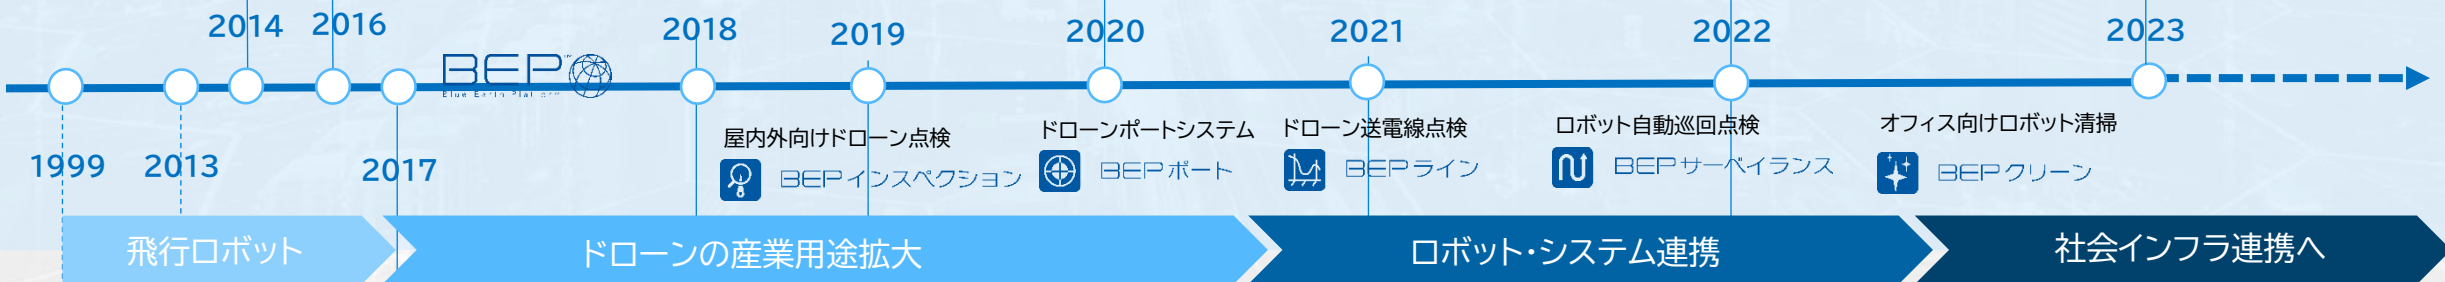 2014 2016 2018 2019 2020 2021 2022 2023
BEP
Blue Earth Platform
1999 2013 2017
屋内外向けドローン点検
BEPインスペクション
ドローンポートシステム
BEPポート
ドローン送電線点検
BEPライン
ロボット自動巡回点検
BEPサーベイランス
オフィス向けロボット清掃
BEPクリーン
飛行ロボット
ドローンの産業用途拡大
ロボット・システム連携
社会インフラ連携へ